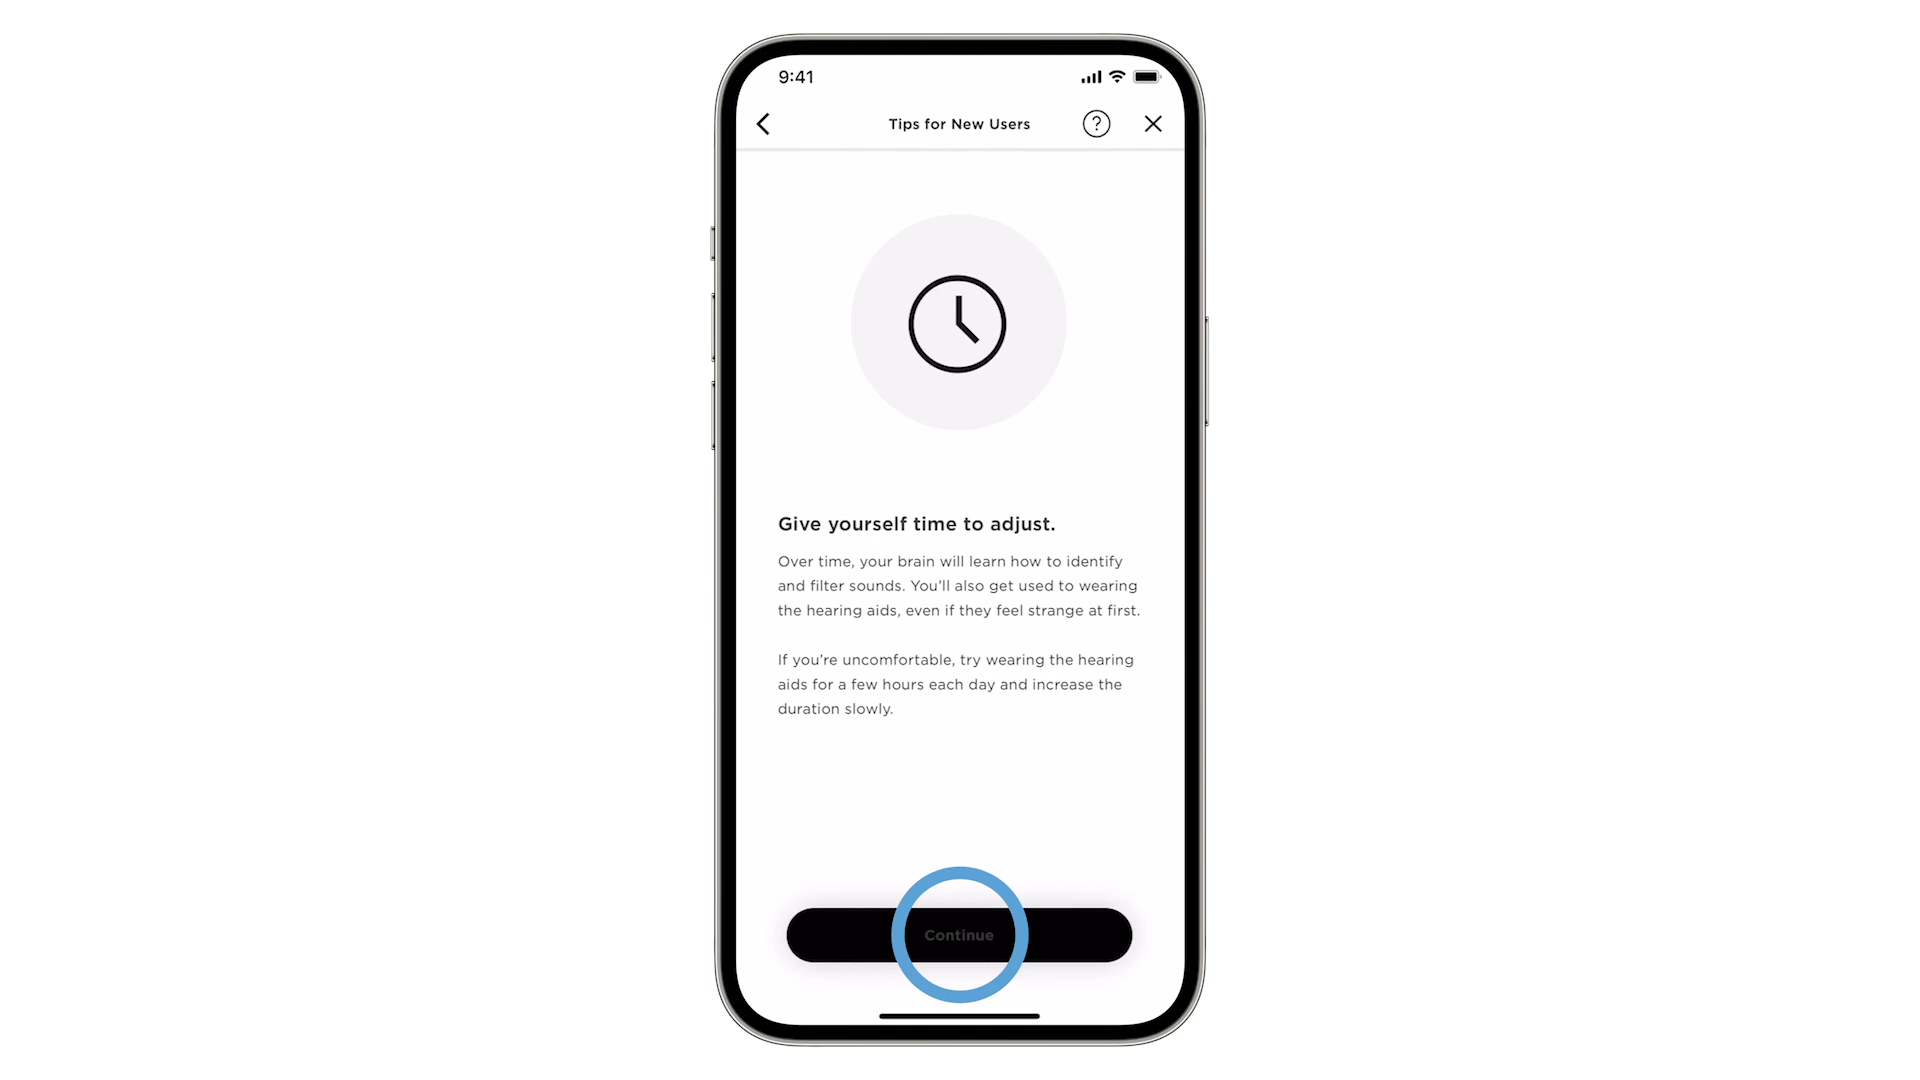 9:41
Tips for New Users
?
Give yourself time to adjust.
Over time, your brain will learn how to identify
and filter sounds. You’ll also get used to wearing
the hearing aids, even if they feel strange at first.
If you’re uncomfortable, try wearing the hearing
aids for a few hours each day and increase the
duration slowly.
Continue